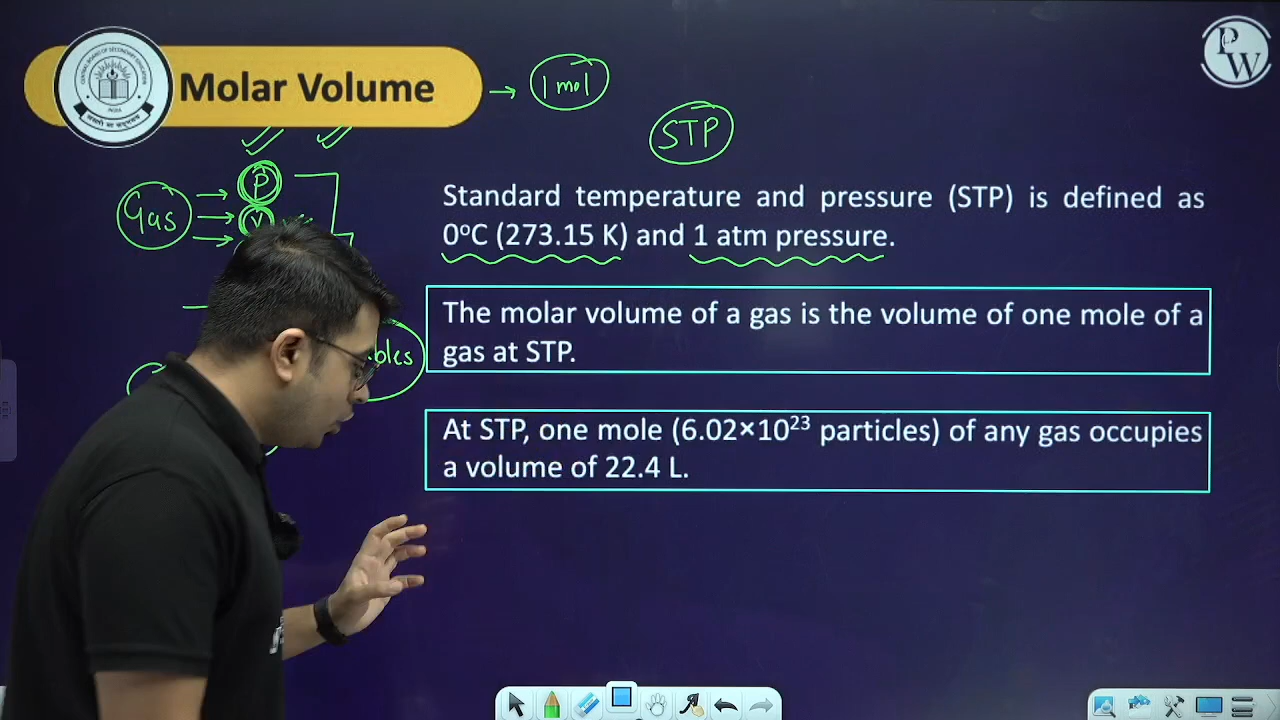 Molar Volume
→ 1 mol
STP
Gas
P
V
Standard temperature and pressure (STP) is defined as
0°C (273.15 K) and 1 atm pressure.
The molar volume of a gas is the volume of one mole of a
gas at STP.
At STP, one mole (6.02×10²³ particles) of any gas occupies
a volume of 22.4 L.
PW